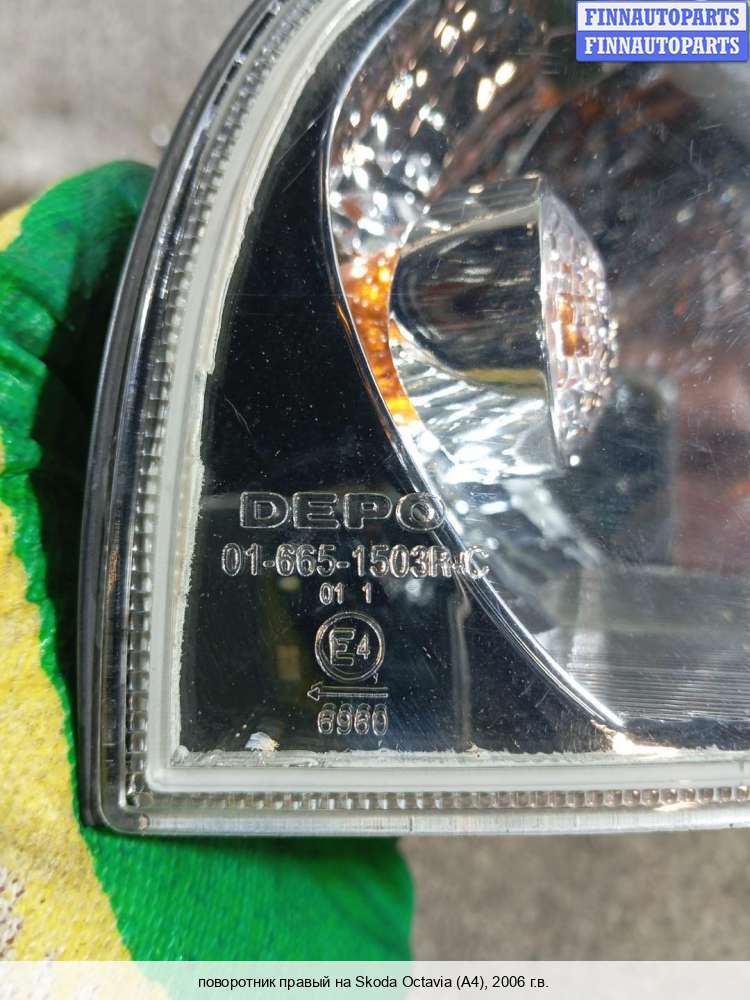 FINNAUTOPARTS
FINNAUTOPARTS
DEPO
01-665-1503R-C
01 1
E4
6960
поворотник правый на Skoda Octavia (A4), 2006 г.в.